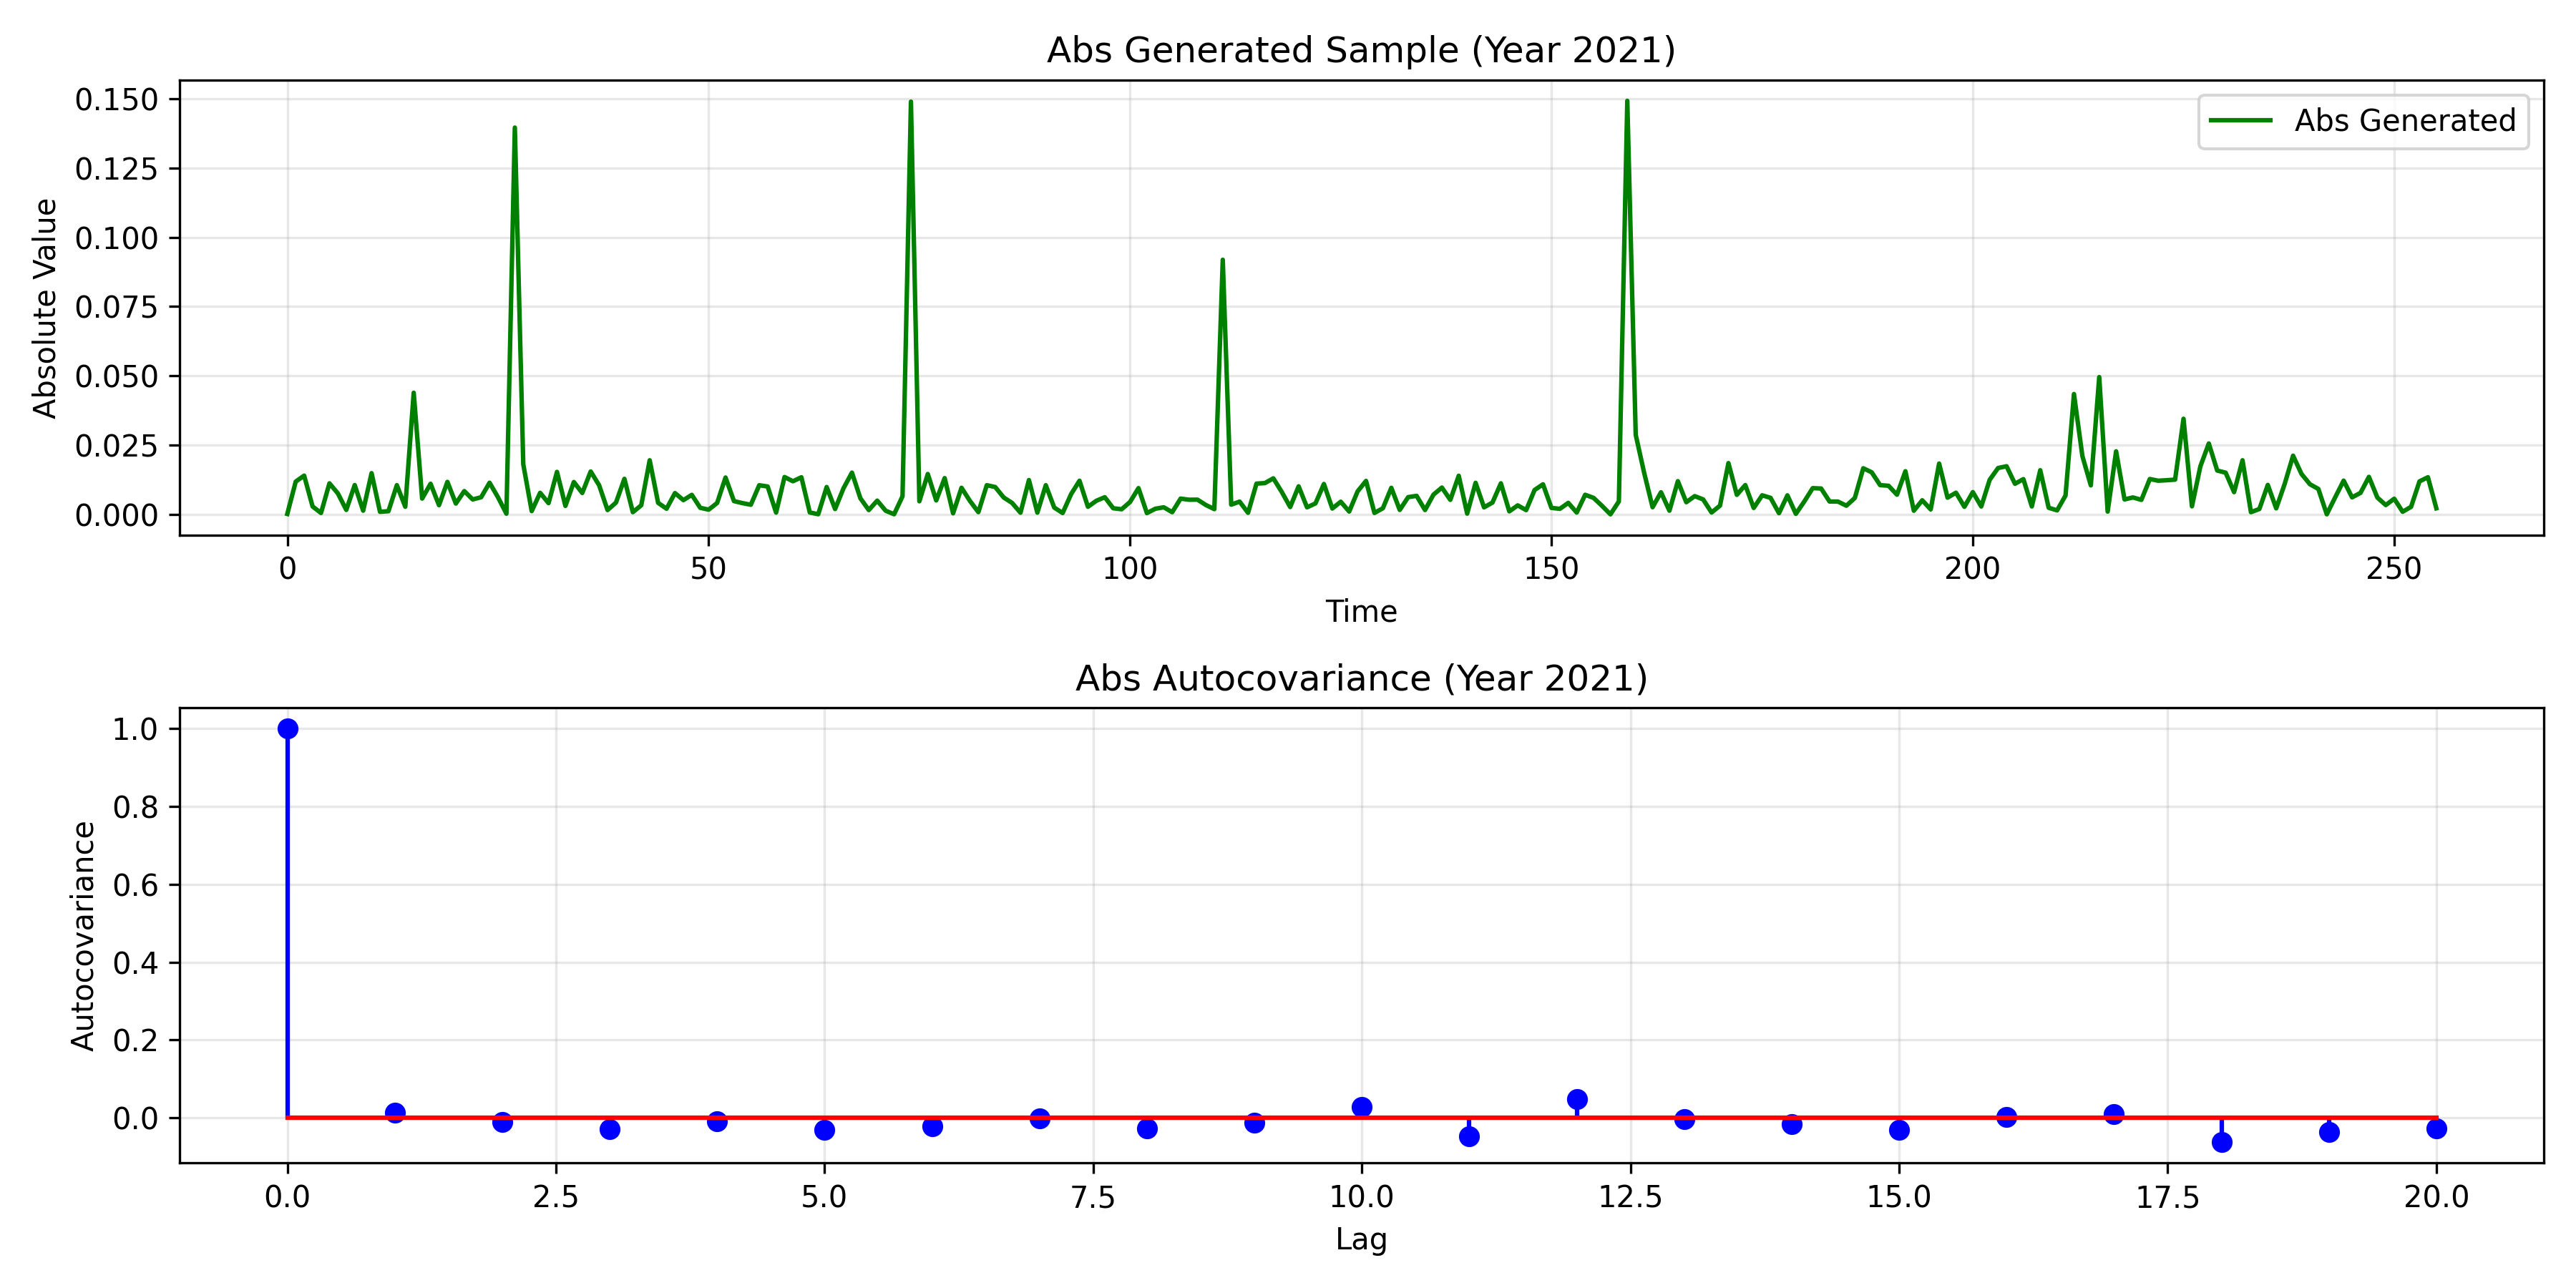 Abs Generated Sample (Year 2021)
Absolute Value
0.150
0.125
0.100
0.075
0.050
0.025
0.000
Abs Generated
0 50 100 150 200 250
Time
Abs Autocovariance (Year 2021)
Autocovariance
1.0
0.8
0.6
0.4
0.2
0.0
0.0 2.5 5.0 7.5 10.0 12.5 15.0 17.5 20.0
Lag